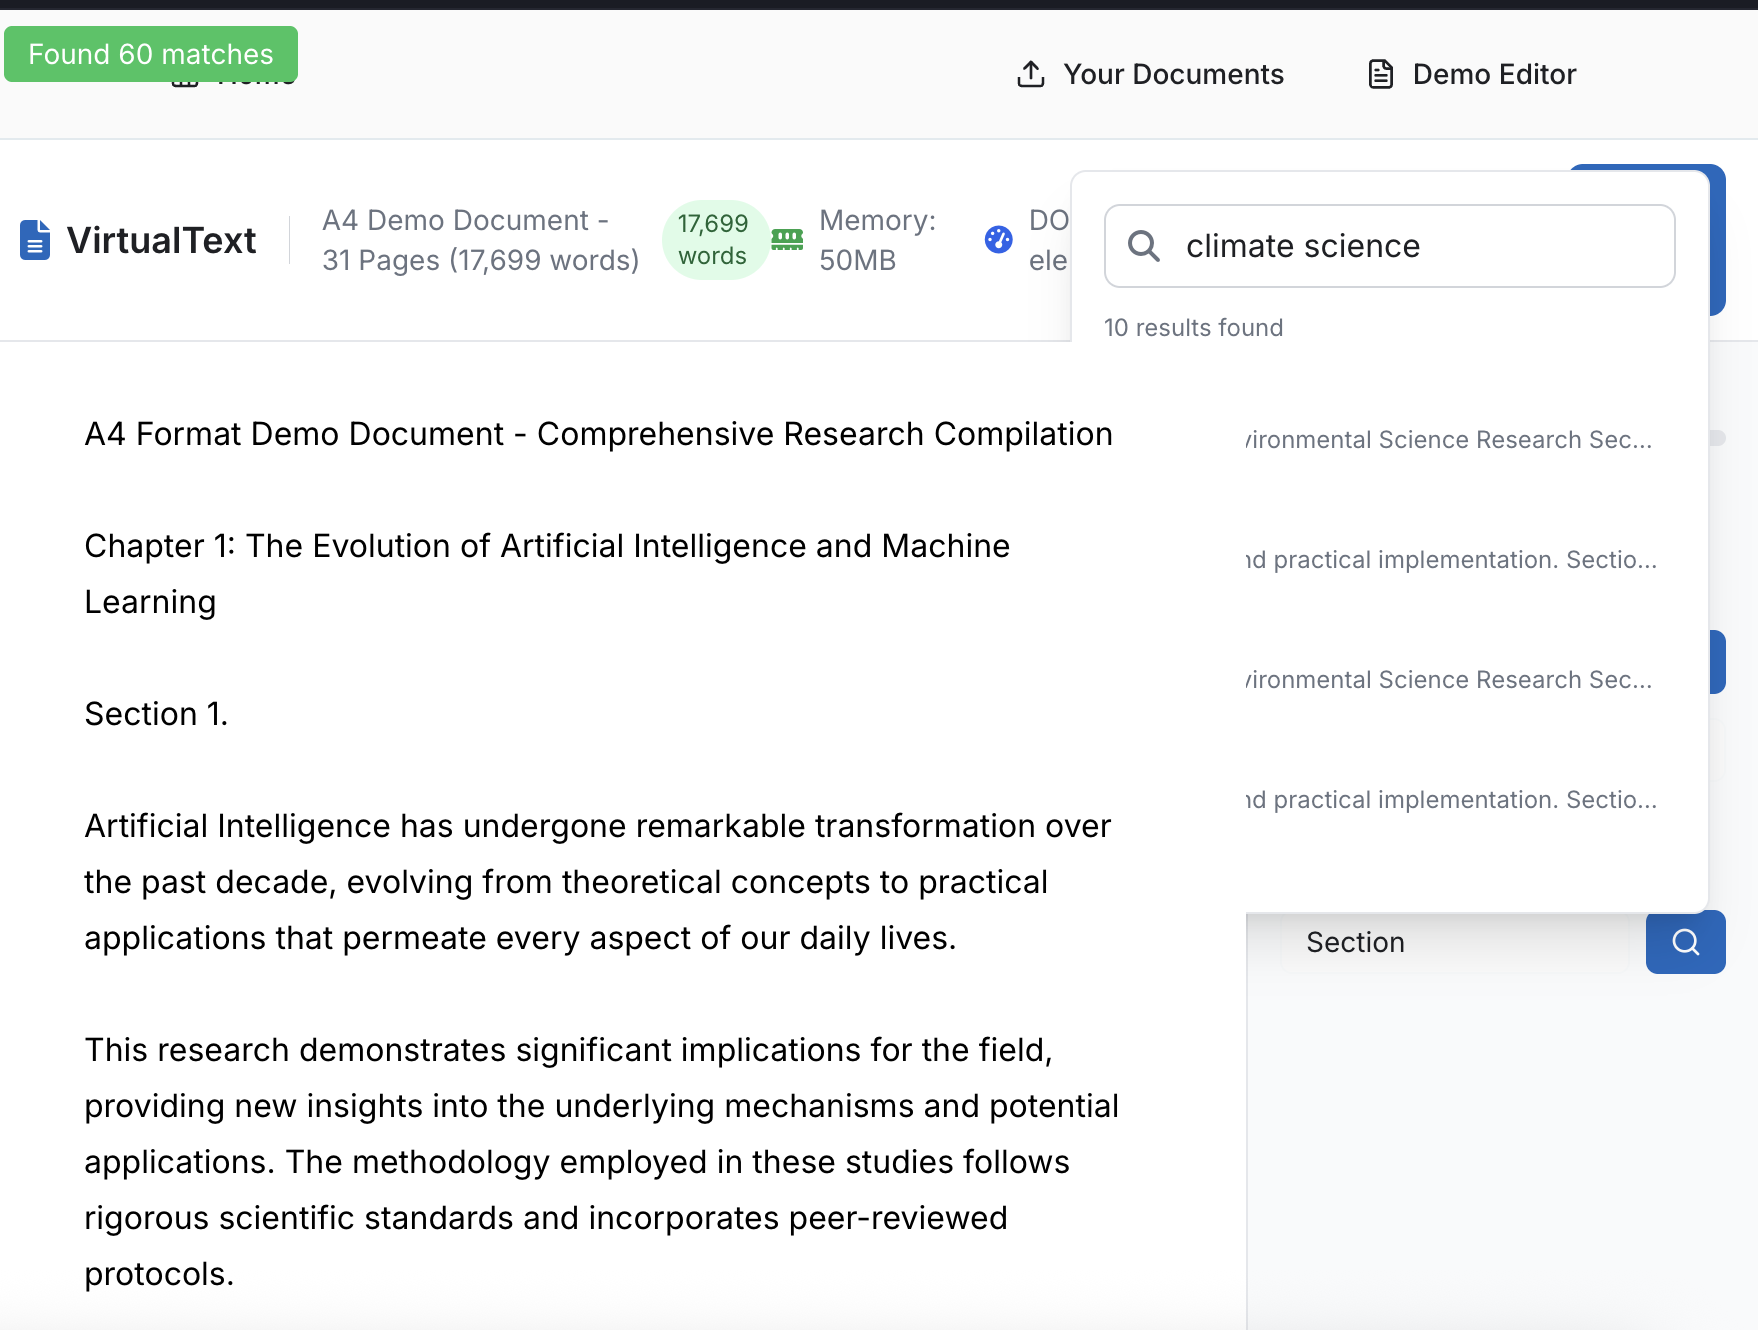 Found 60 matches
Your Documents
Demo Editor
VirtualText
A4 Demo Document -
31 Pages (17,699 words)
17,699
words
Memory:
50MB
DO
ele
climate science
10 results found
A4 Format Demo Document - Comprehensive Research Compilation
vironmental Science Research Sec...
Chapter 1: The Evolution of Artificial Intelligence and Machine
Learning
nd practical implementation. Sectio...
vironmental Science Research Sec...
Section 1.
nd practical implementation. Sectio...
Artificial Intelligence has undergone remarkable transformation over
the past decade, evolving from theoretical concepts to practical
applications that permeate every aspect of our daily lives.
Section
This research demonstrates significant implications for the field,
providing new insights into the underlying mechanisms and potential
applications. The methodology employed in these studies follows
rigorous scientific standards and incorporates peer-reviewed
protocols.